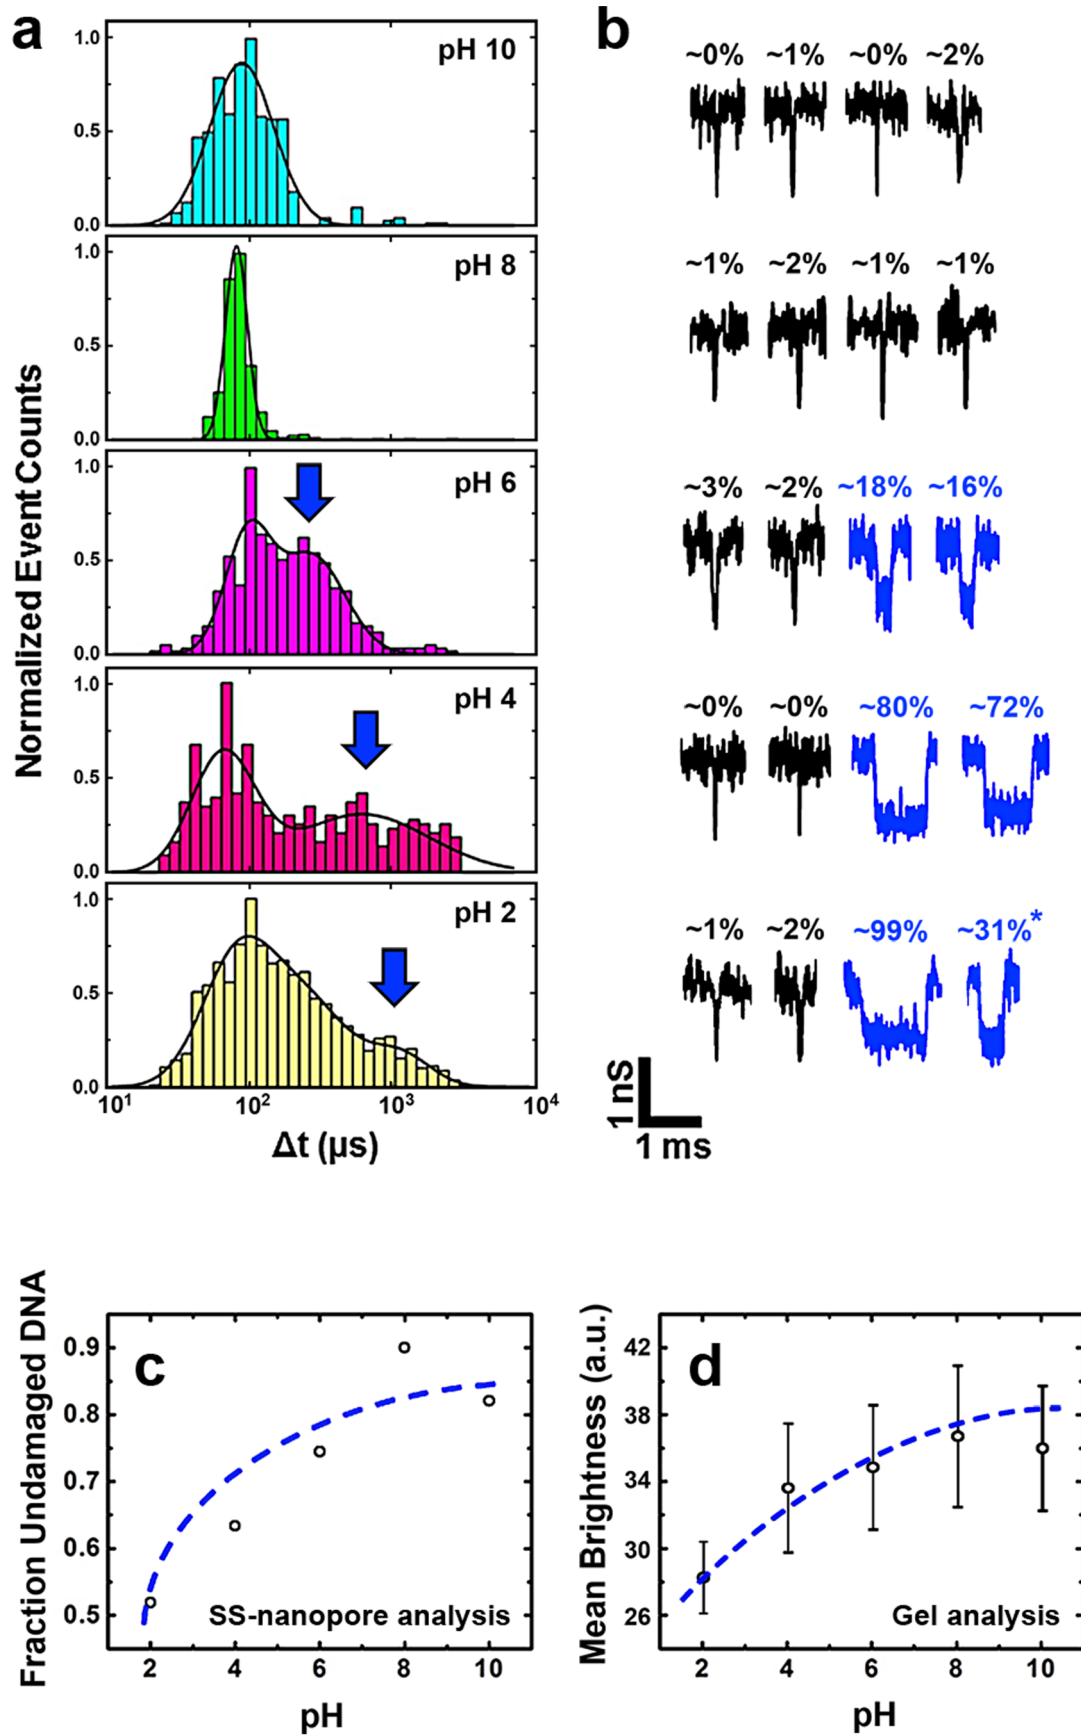 a
b
Normalized Event Counts
pH 10
1.0
0.5
0.0
~0% ~1% ~0% ~2%
pH 8
1.0
0.5
0.0
~1% ~2% ~1% ~1%
pH 6
1.0
0.5
0.0
~3% ~2% ~18% ~16%
pH 4
1.0
0.5
0.0
~0% ~0% ~80% ~72%
pH 2
1.0
0.5
0.0
~1% ~2% ~99% ~31%*
10¹ 10² 10³ 10⁴
Δt (μs)
1 nS
1 ms
c
Fraction Undamaged DNA
0.9
0.8
0.7
0.6
0.5
SS-nanopore analysis
2 4 6 8 10
pH
d
Mean Brightness (a.u.)
42
38
34
30
26
Gel analysis
2 4 6 8 10
pH